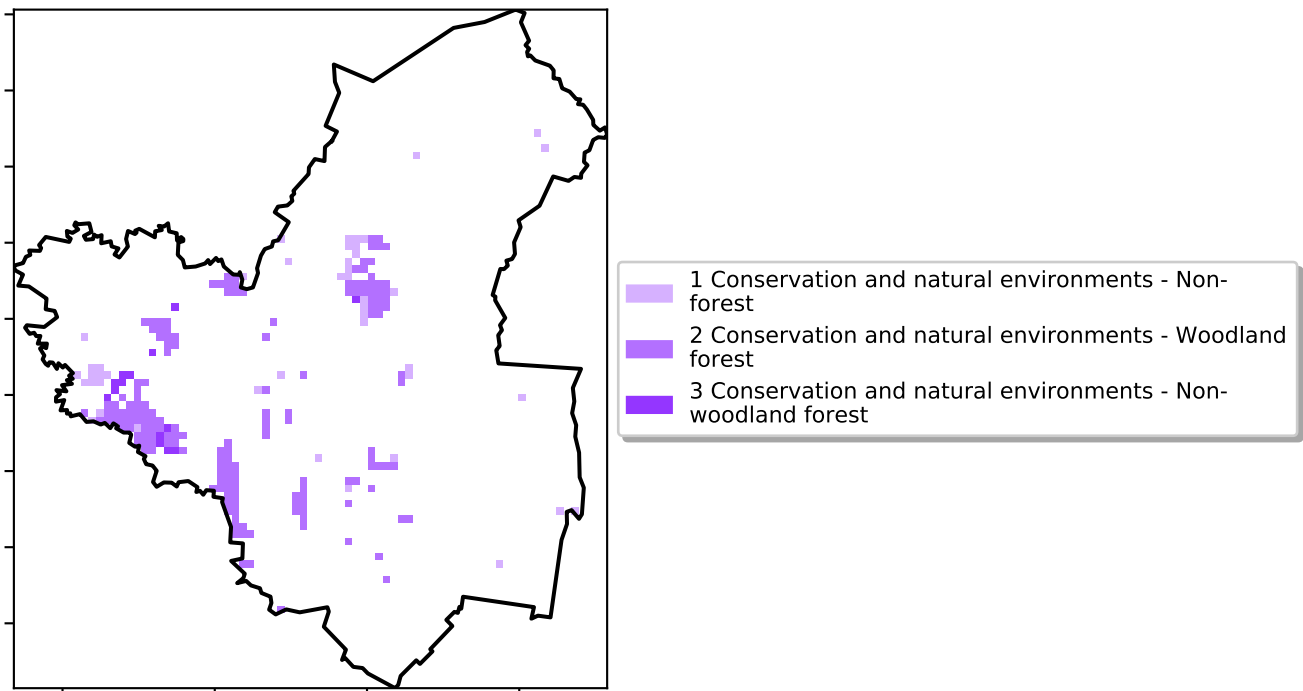 1 Conservation and natural environments - Non-
forest
2 Conservation and natural environments - Woodland
forest
3 Conservation and natural environments - Non-
woodland forest